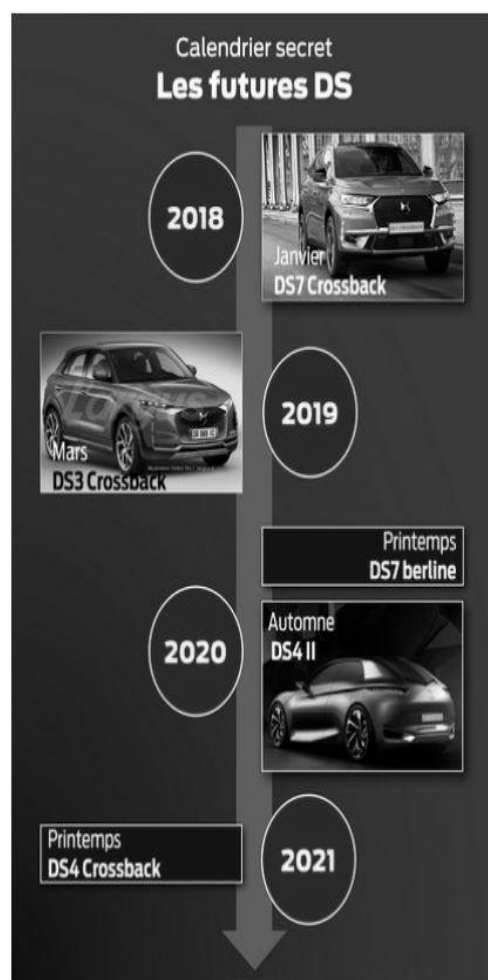 Calendrier secret
Les futures DS
2018
Janvier
DS7 Crossback
2019
Mars
DS3 Crossback
2020
Printemps
DS7 berline
Automne
DS4 II
2021
Printemps
DS4 Crossback